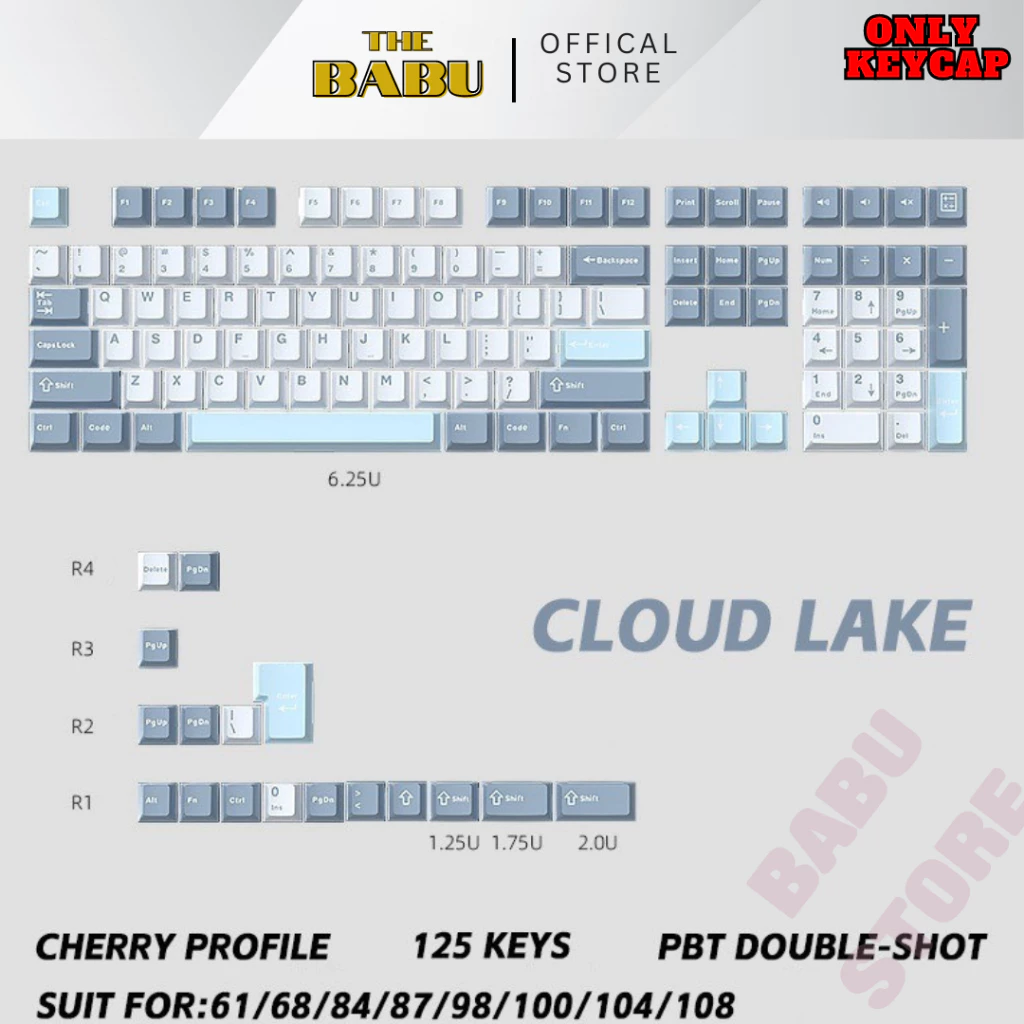 THE
BABU
OFFICAL
STORE
ONLY
KEYCAP
Esc F1 F2 F3 F4 F5 F6 F7 F8 F9 F10 F11 F12 Print Scroll Pause
~ ` ! 1 @ 2 # 3 $ 4 % 5 ^ 6 & 7 * 8 ( 9 ) 0 _ - + = ←Backspace Insert Home PgUp Num ÷ × −
Tab Q W E R T Y U I O P { [ } ] | \ Delete End PgDn 7 Home 8 ↑ 9 PgUp +
Caps Lock A S D F G H J K L : ; " ' Enter 4 ← 5 6 →
Shift Z X C V B N M < , > . ? / Shift ↑ 1 End 2 ↓ 3 PgDn Enter
Ctrl Code Alt Alt Code Fn Ctrl ← ↓ → 0 Ins . Del
6.25U
R4 Delete PgDn
CLOUD LAKE
R3 PgUp
Enter
R2 PgUp PgDn | \
R1 Alt Fn Ctrl 0 Ins PgDn > < Shift Shift Shift
1.25U 1.75U 2.0U
BABU
STORE
CHERRY PROFILE 125 KEYS PBT DOUBLE-SHOT
SUIT FOR:61/68/84/87/98/100/104/108